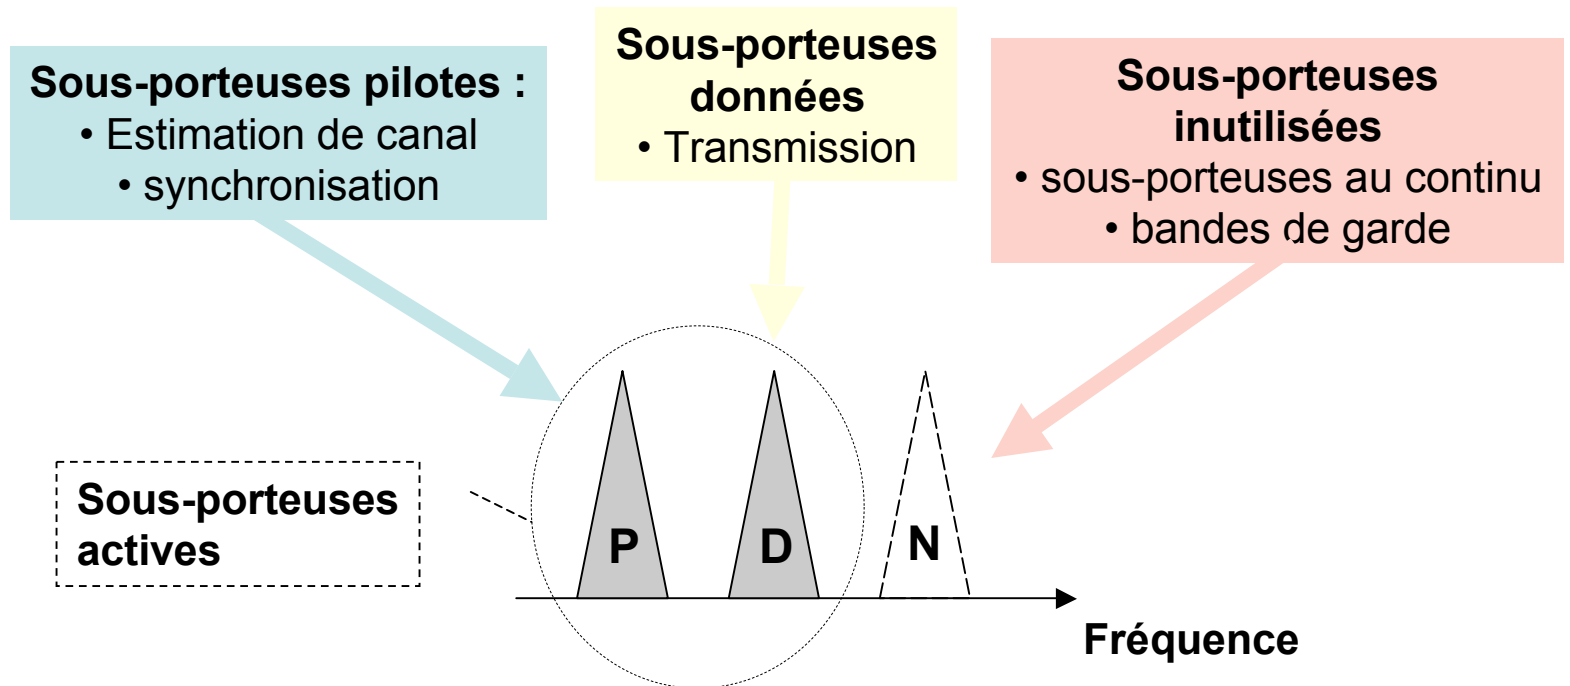 Sous-porteuses pilotes :
• Estimation de canal
• synchronisation
Sous-porteuses
données
• Transmission
Sous-porteuses
inutilisées
• sous-porteuses au continu
• bandes de garde
Sous-porteuses
actives
P
D
N
Fréquence